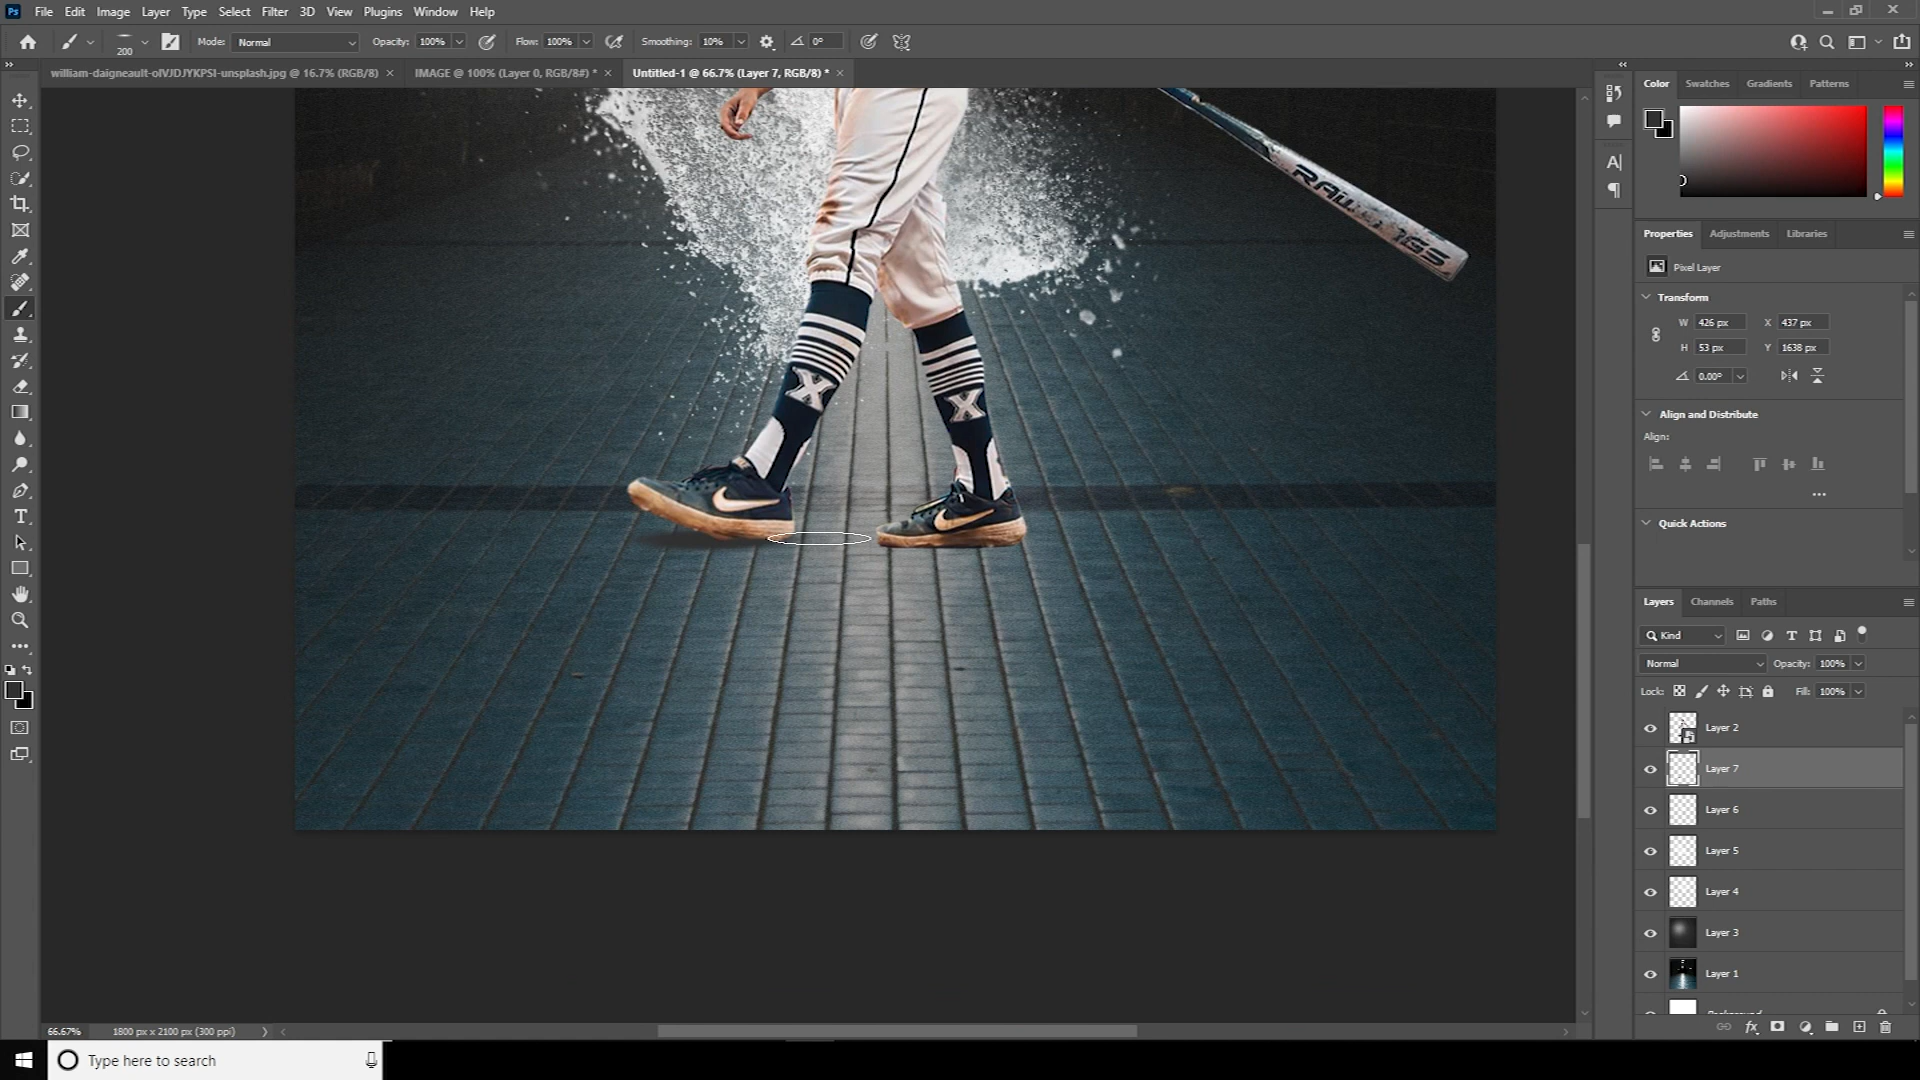 Ps File Edit Image Layer Type Select Filter 3D View Plugins Window Help
200 Mode: Normal Opacity: 100% Flow: 100% Smoothing: 10% 0°
william-daigneault-oIVJDJYKPSI-unsplash.jpg @ 16.7% (RGB/8) × IMAGE @ 100% (Layer 0, RGB/8#) * × Untitled-1 @ 66.7% (Layer 7, RGB/8) * ×
Color Swatches Gradients Patterns
Properties Adjustments Libraries
Pixel Layer
Transform
W 426 px X 437 px
H 53 px Y 1638 px
0.00°
Align and Distribute
Align:
Quick Actions
Layers Channels Paths
Kind
Normal Opacity: 100%
Lock: Fill: 100%
Layer 2
Layer 7
Layer 6
Layer 5
Layer 4
Layer 3
Layer 1
X X
66.67% 1800 px x 2100 px (300 ppi)
Type here to search